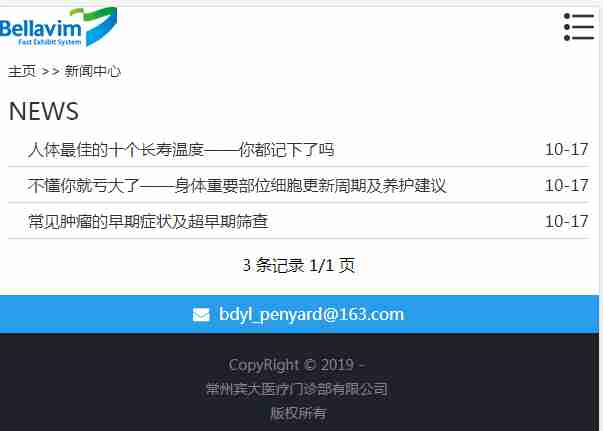 Bellavim
Fast Exhibit System
主页 >> 新闻中心
NEWS
人体最佳的十个长寿温度——你都记下了吗 10-17
不懂你就亏大了——身体重要部位细胞更新周期及养护建议 10-17
常见肿瘤的早期症状及超早期筛查 10-17
3 条记录 1/1 页
bdyl_penyard@163.com
CopyRight © 2019 -
常州宾大医疗门诊部有限公司
版权所有